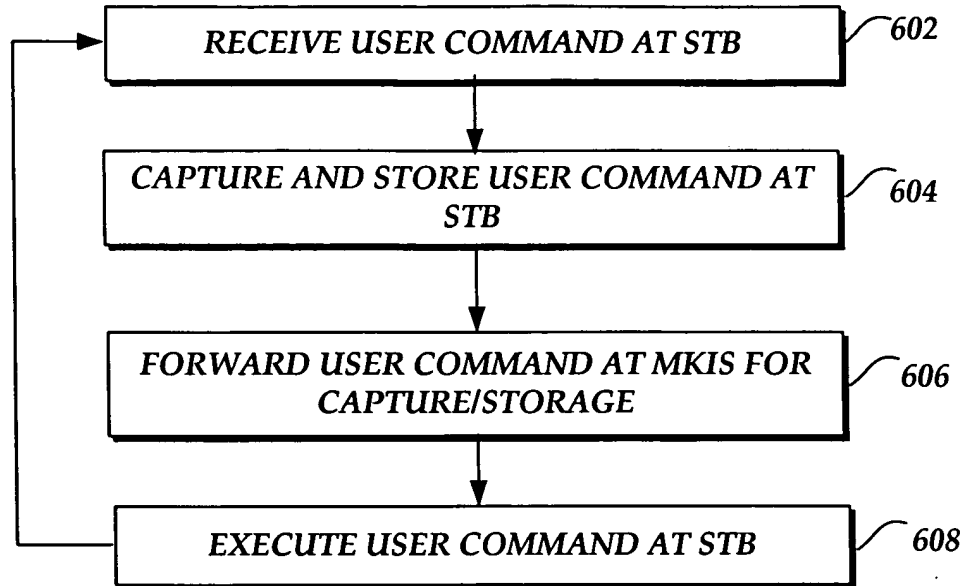 RECEIVE USER COMMAND AT STB
602
CAPTURE AND STORE USER COMMAND AT
STB
604
FORWARD USER COMMAND AT MKIS FOR
CAPTURE/STORAGE
606
EXECUTE USER COMMAND AT STB
608